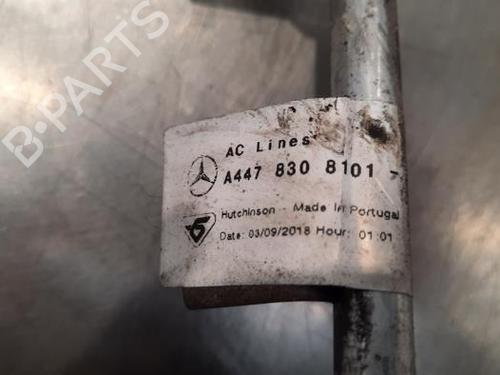 B-PARTS
AC Lines
A447 830 8101 -
Hutchinson - Made in Portugal
Date: 03/09/2018 Hour: 01:01